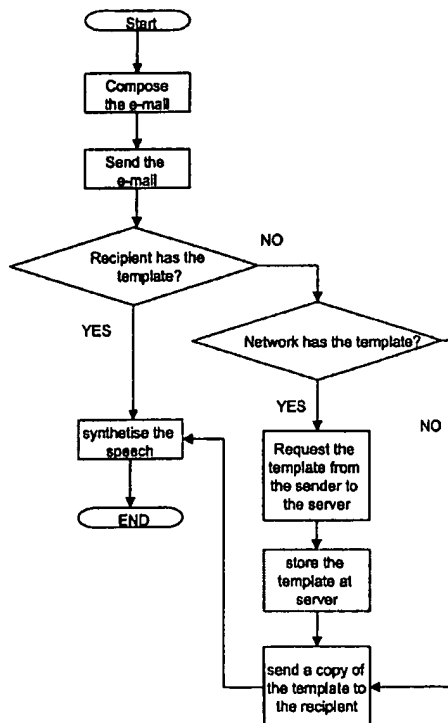 Start
Compose
the e-mail
Send the
e-mail
Recipient has the
template?
NO
YES
Network has the template?
YES
NO
synthetise the
speech
Request the
template from
the sender to
the server
END
store the
template at
server
send a copy of
the template to
the recipient